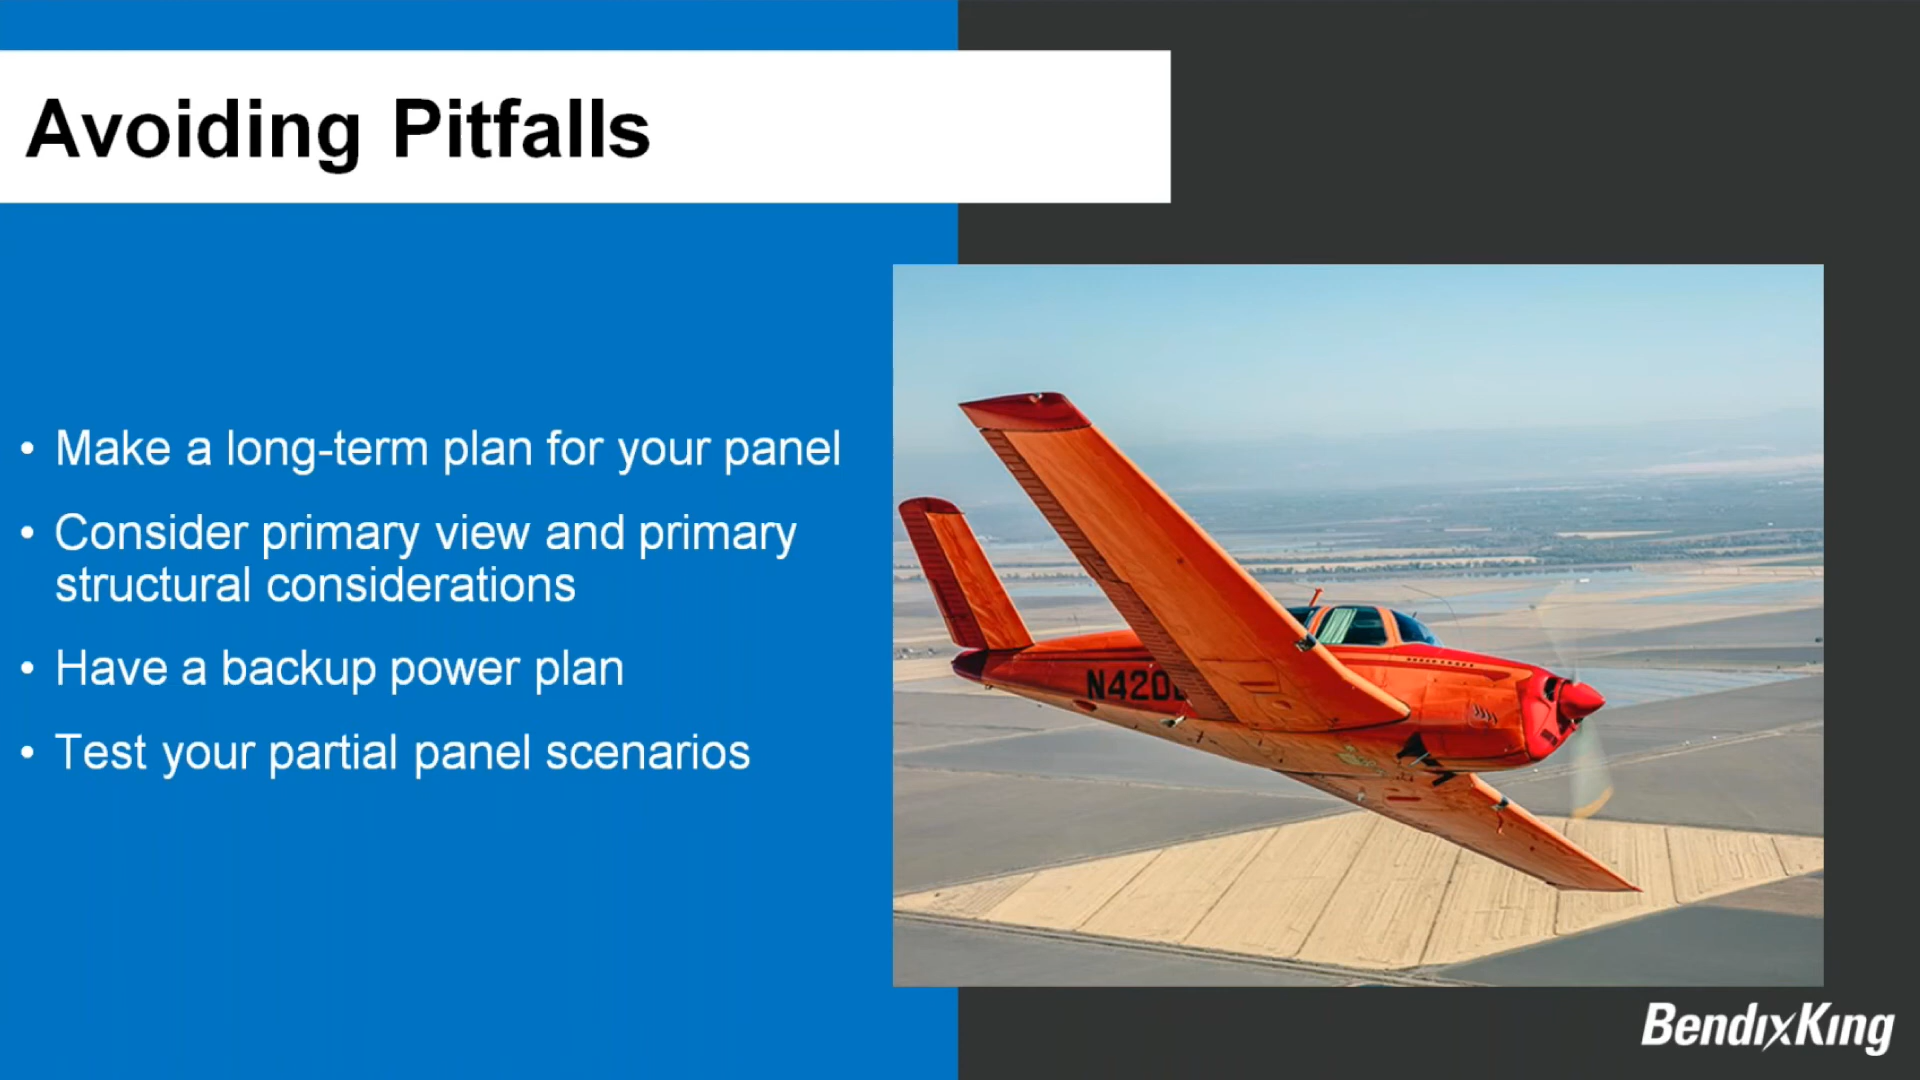 Avoiding Pitfalls
• Make a long-term plan for your panel
• Consider primary view and primary
structural considerations
• Have a backup power plan
• Test your partial panel scenarios
N420
BendixKing